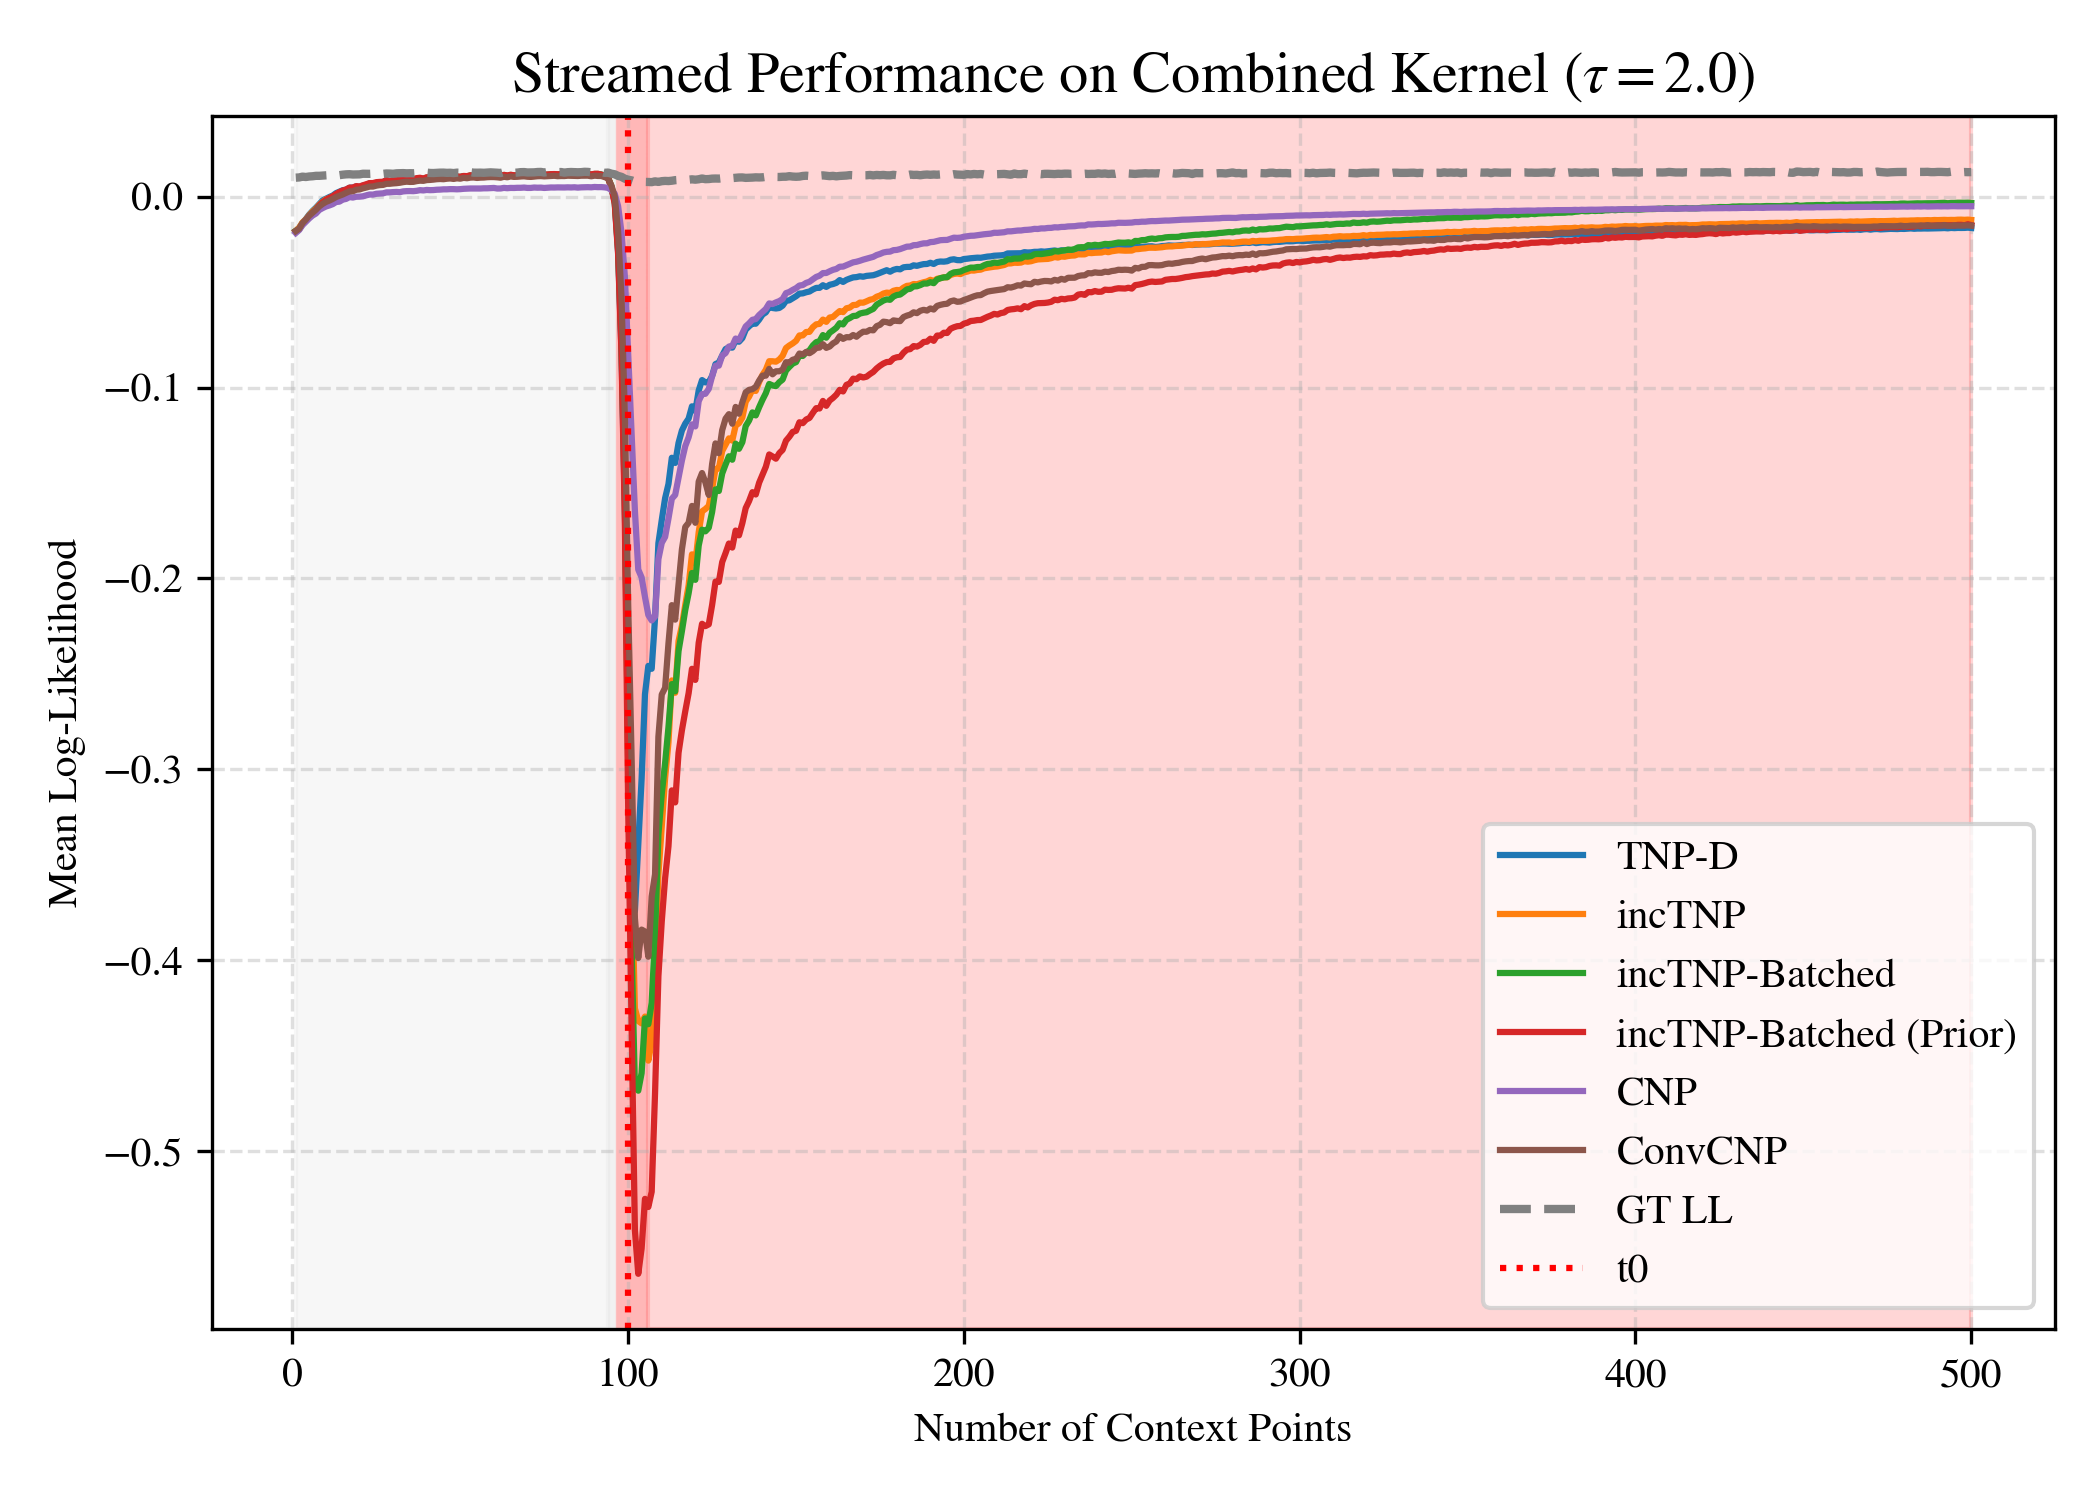 Streamed Performance on Combined Kernel (τ = 2.0)
Mean Log-Likelihood
0.0
−0.1
−0.2
−0.3
−0.4
−0.5
TNP-D
incTNP
incTNP-Batched
incTNP-Batched (Prior)
CNP
ConvCNP
GT LL
t0
0 100 200 300 400 500
Number of Context Points